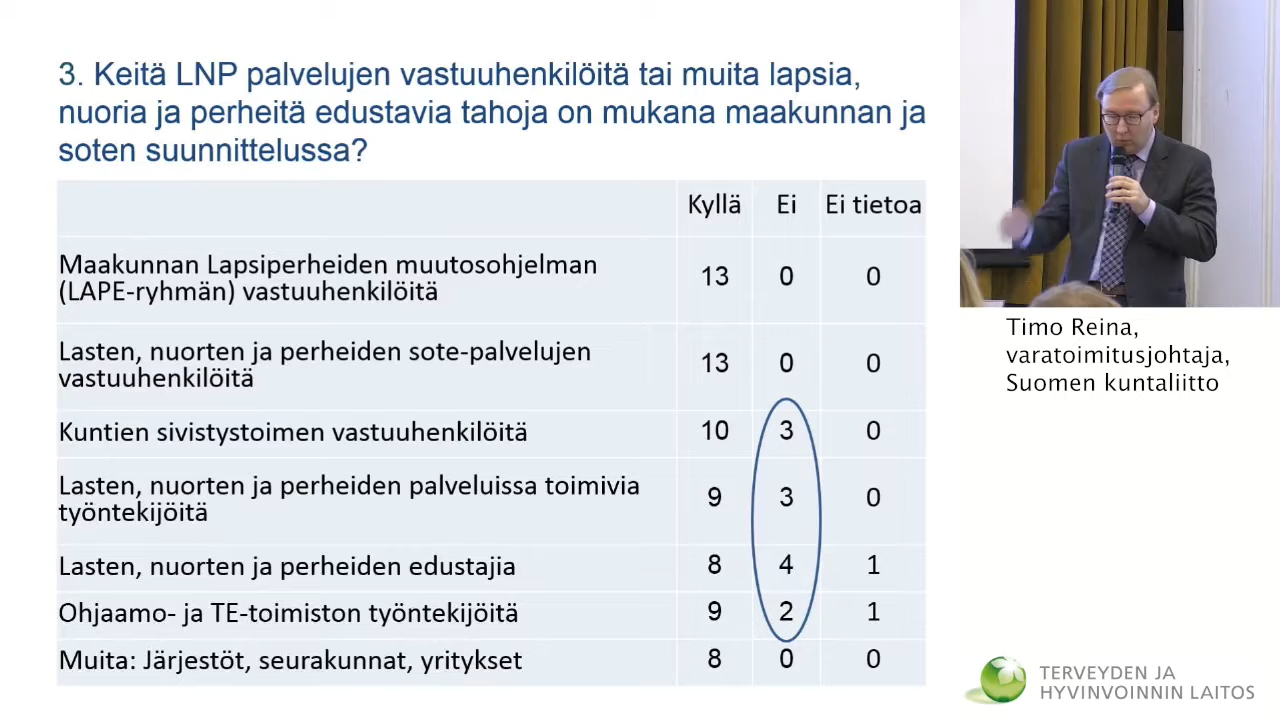 3. Keitä LNP palvelujen vastuuhenkilöitä tai muita lapsia,
nuoria ja perheitä edustavia tahoja on mukana maakunnan ja
soten suunnittelussa?
Kyllä Ei Ei tietoa
Maakunnan Lapsiperheiden muutosohjelman
(LAPE-ryhmän) vastuuhenkilöitä 13 0 0
Lasten, nuorten ja perheiden sote-palvelujen
vastuuhenkilöitä 13 0 0
Kuntien sivistystoimen vastuuhenkilöitä 10 3 0
Lasten, nuorten ja perheiden palveluissa toimivia
työntekijöitä 9 3 0
Lasten, nuorten ja perheiden edustajia 8 4 1
Ohjaamo- ja TE-toimiston työntekijöitä 9 2 1
Muita: Järjestöt, seurakunnat, yritykset 8 0 0
Timo Reina,
varatoimitusjohtaja,
Suomen kuntaliitto
TERVEYDEN JA
HYVINVOINNIN LAITOS